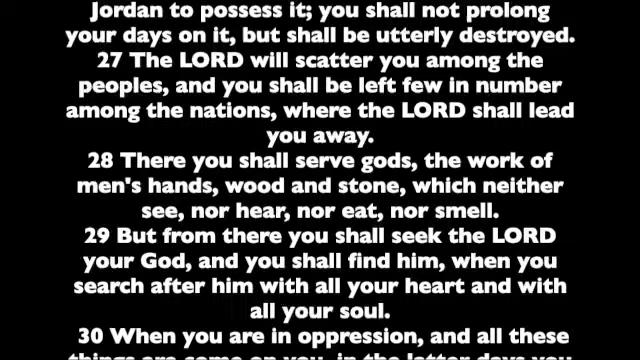 Jordan to possess it; you shall not prolong
your days on it, but shall be utterly destroyed.
27 The LORD will scatter you among the
peoples, and you shall be left few in number
among the nations, where the LORD shall lead
you away.
28 There you shall serve gods, the work of
men's hands, wood and stone, which neither
see, nor hear, nor eat, nor smell.
29 But from there you shall seek the LORD
your God, and you shall find him, when you
search after him with all your heart and with
all your soul.
30 When you are in oppression, and all these
things are come on you, in the latter days you